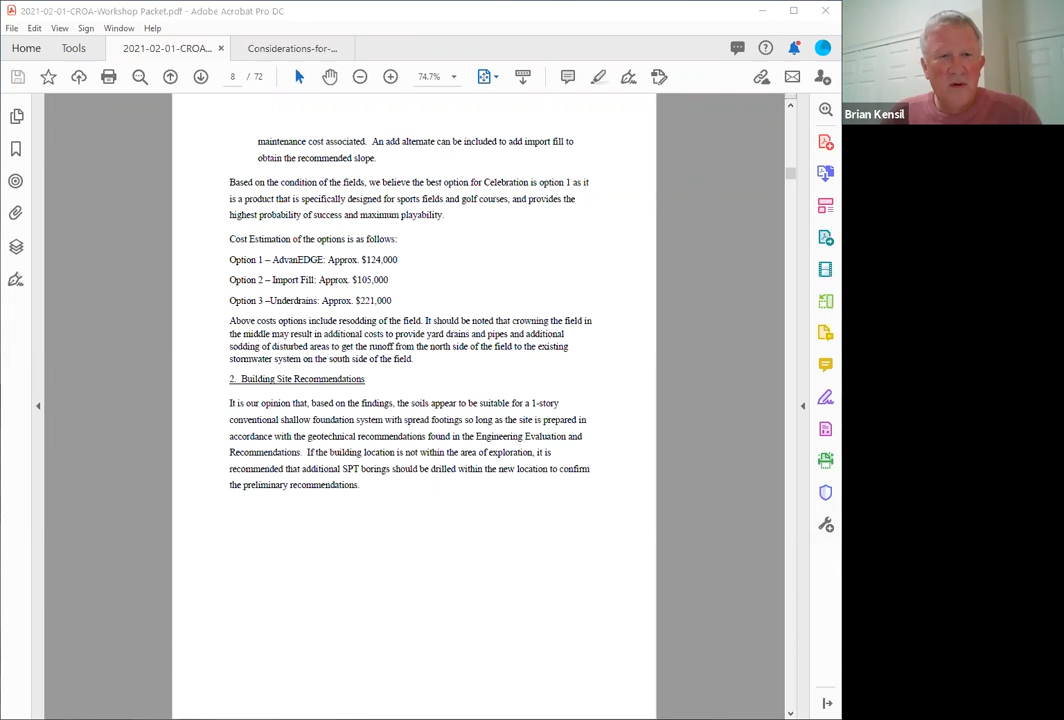 2021-02-01-CROA-Workshop Packet.pdf - Adobe Acrobat Pro DC
File Edit View Sign Window Help
Home Tools 2021-02-01-CROA... × Considerations-for-...
8 / 72 74.7%
Brian Kensil
maintenance cost associated. An add alternate can be included to add import fill to
obtain the recommended slope.
Based on the condition of the fields, we believe the best option for Celebration is option 1 as it
is a product that is specifically designed for sports fields and golf courses, and provides the
highest probability of success and maximum playability.
Cost Estimation of the options is as follows:
Option 1 – AdvanEDGE: Approx. $124,000
Option 2 – Import Fill: Approx. $105,000
Option 3 –Underdrains: Approx. $221,000
Above costs options include resodding of the field. It should be noted that crowning the field in
the middle may result in additional costs to provide yard drains and pipes and additional
sodding of disturbed areas to get the runoff from the north side of the field to the existing
stormwater system on the south side of the field.
2. Building Site Recommendations
It is our opinion that, based on the findings, the soils appear to be suitable for a 1-story
conventional shallow foundation system with spread footings so long as the site is prepared in
accordance with the geotechnical recommendations found in the Engineering Evaluation and
Recommendations. If the building location is not within the area of exploration, it is
recommended that additional SPT borings should be drilled within the new location to confirm
the preliminary recommendations.